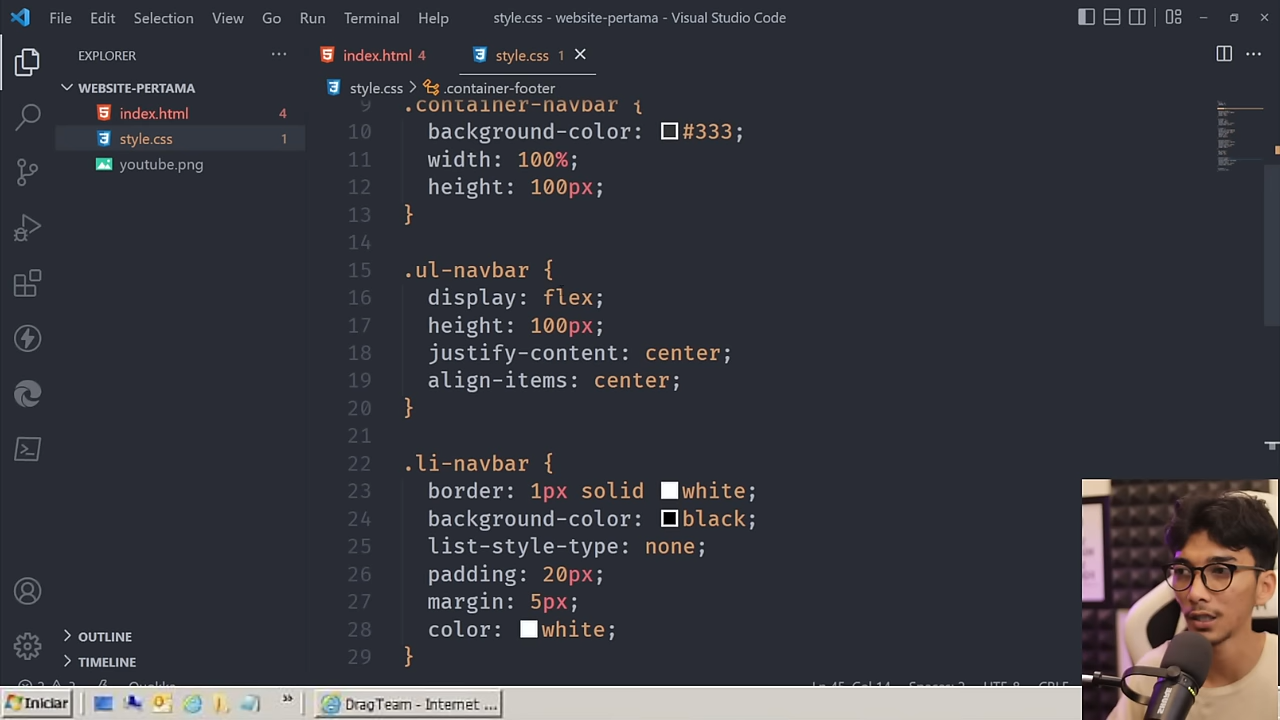 File Edit Selection View Go Run Terminal Help
style.css - website-pertama - Visual Studio Code
EXPLORER
index.html 4
style.css 1
WEBSITE-PERTAMA
index.html 4
style.css 1
youtube.png
OUTLINE
TIMELINE
style.css > .container-footer
9 .container-navbar {
10 background-color: #333;
11 width: 100%;
12 height: 100px;
13 }
14
15 .ul-navbar {
16 display: flex;
17 height: 100px;
18 justify-content: center;
19 align-items: center;
20 }
21
22 .li-navbar {
23 border: 1px solid white;
24 background-color: black;
25 list-style-type: none;
26 padding: 20px;
27 margin: 5px;
28 color: white;
29 }
Iniciar
DragTeam - Internet ...